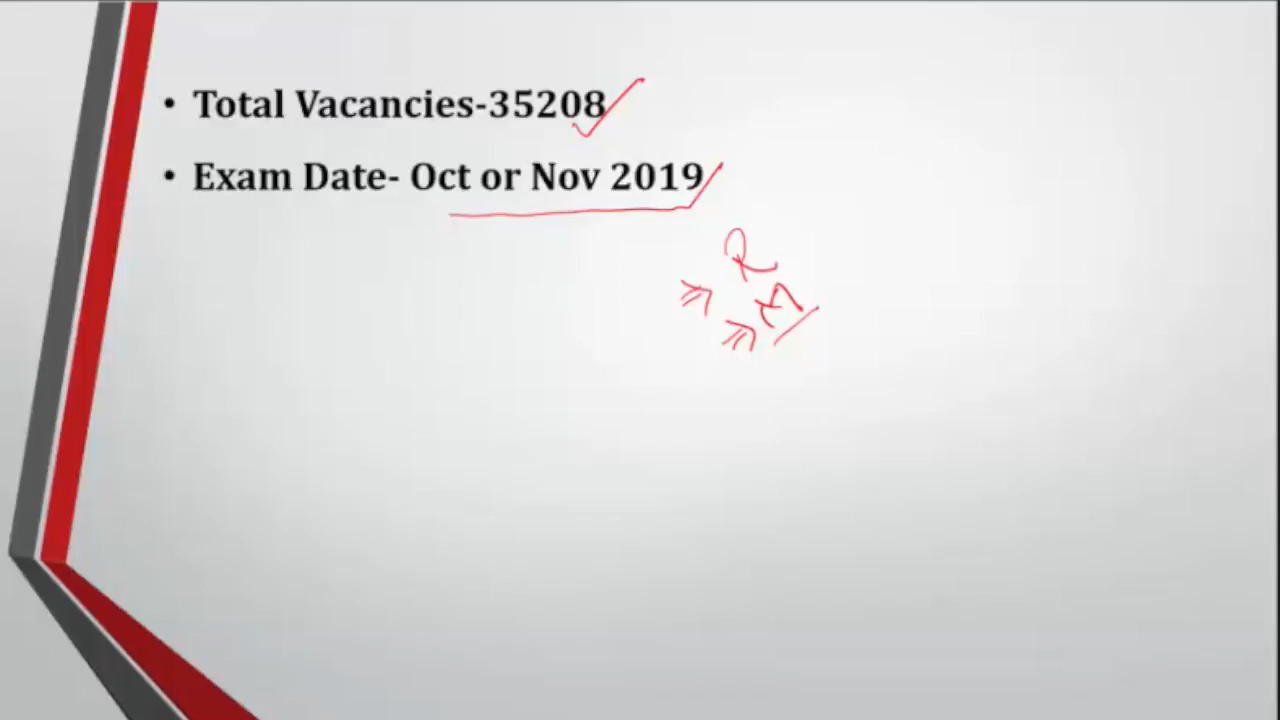 • Total Vacancies-35208
• Exam Date- Oct or Nov 2019
R